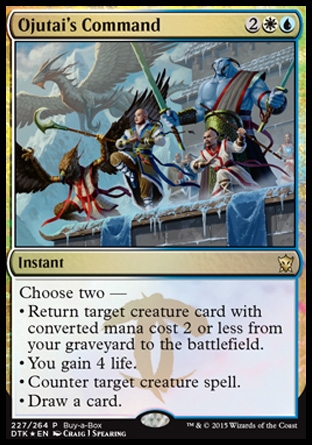 Ojutai's Command 2
Instant
Choose two —
• Return target creature card with
converted mana cost 2 or less from
your graveyard to the battlefield.
• You gain 4 life.
• Counter target creature spell.
• Draw a card.
227/264 P Buy-a-Box
DTK ★ EN Craig J Spearing
™ & © 2015 Wizards of the Coast